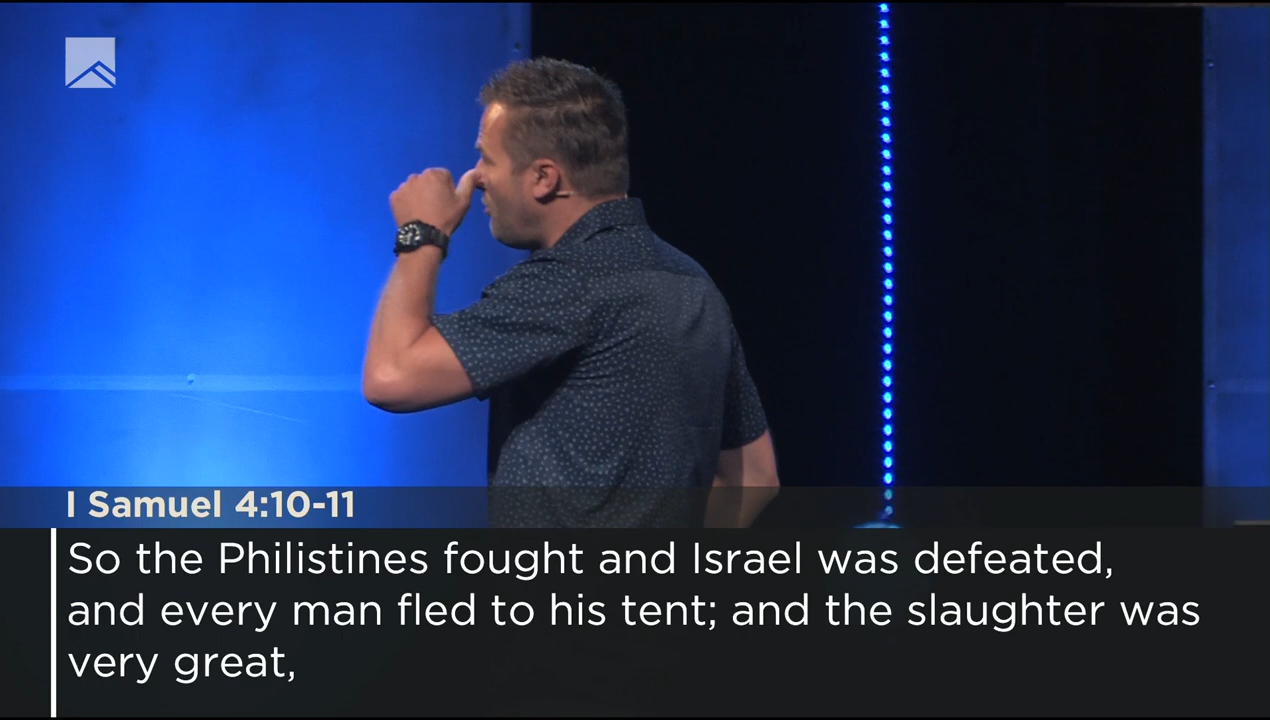 I Samuel 4:10-11
So the Philistines fought and Israel was defeated,
and every man fled to his tent; and the slaughter was
very great,